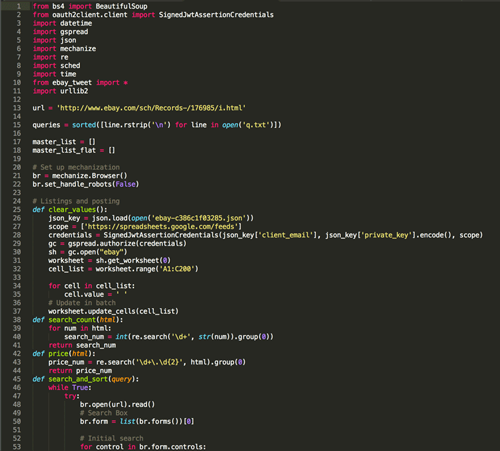 1 from bs4 import BeautifulSoup
2 from oauth2client.client import SignedJwtAssertionCredentials
3 import datetime
4 import gspread
5 import json
6 import mechanize
7 import re
8 import sched
9 import time
10 from ebay_tweet import *
11 import urllib2
12
13 url = 'http://www.ebay.com/sch/Records-/176985/i.html'
14
15 queries = sorted([line.rstrip('\n') for line in open('q.txt')])
16
17 master_list = []
18 master_list_flat = []
19
20 # Set up mechanization
21 br = mechanize.Browser()
22 br.set_handle_robots(False)
23
24 # Listings and posting
25 def clear_values():
26 json_key = json.load(open('ebay-c386c1f03285.json'))
27 scope = ['https://spreadsheets.google.com/feeds']
28 credentials = SignedJwtAssertionCredentials(json_key['client_email'], json_key['private_key'].encode(), scope)
29 gc = gspread.authorize(credentials)
30 sh = gc.open("ebay")
31 worksheet = sh.get_worksheet(0)
32 cell_list = worksheet.range('A1:C200')
33
34 for cell in cell_list:
35 cell.value = ' '
36 # Update in batch
37 worksheet.update_cells(cell_list)
38 def search_count(html):
39 for num in html:
40 search_num = int(re.search('\d+', str(num)).group(0))
41 return search_num
42 def price(html):
43 price_num = re.search('\d+\.\d{2}', html).group(0)
44 return price_num
45 def search_and_sort(query):
46 while True:
47 try:
48 br.open(url).read()
49 # Search Box
50 br.form = list(br.forms())[0]
51
52 # Initial search
53 for control in br.form.controls: